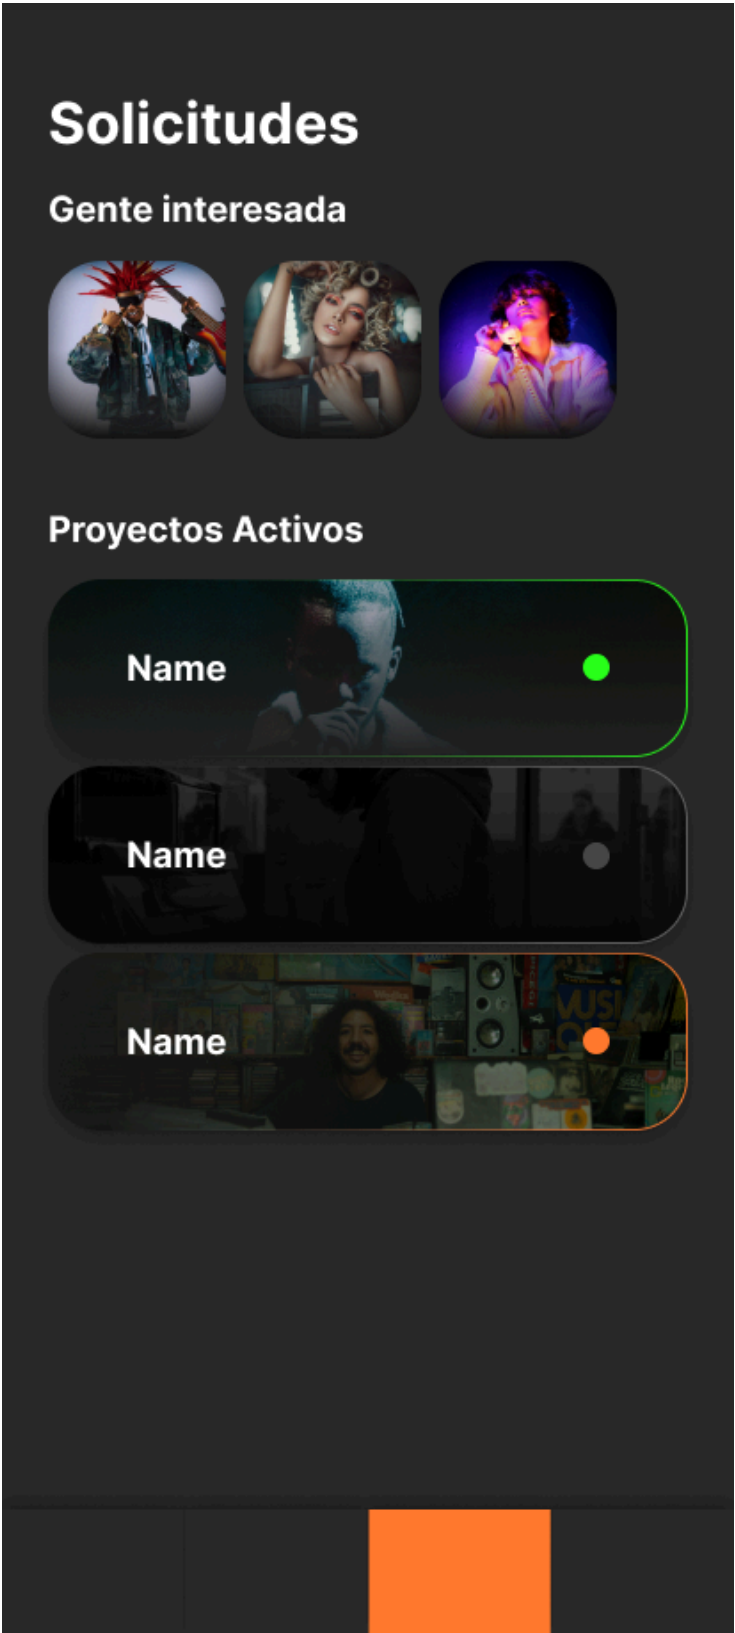 Solicitudes
Gente interesada
Proyectos Activos
Name
Name
Name